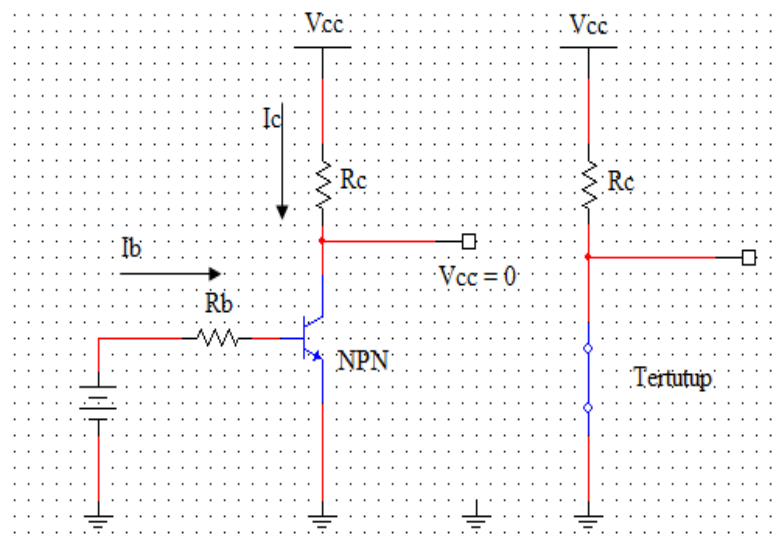 Vcc
Vcc
Ic
Rc
Rc
Ib
Vcc = 0
Rb
NPN
Tertutup